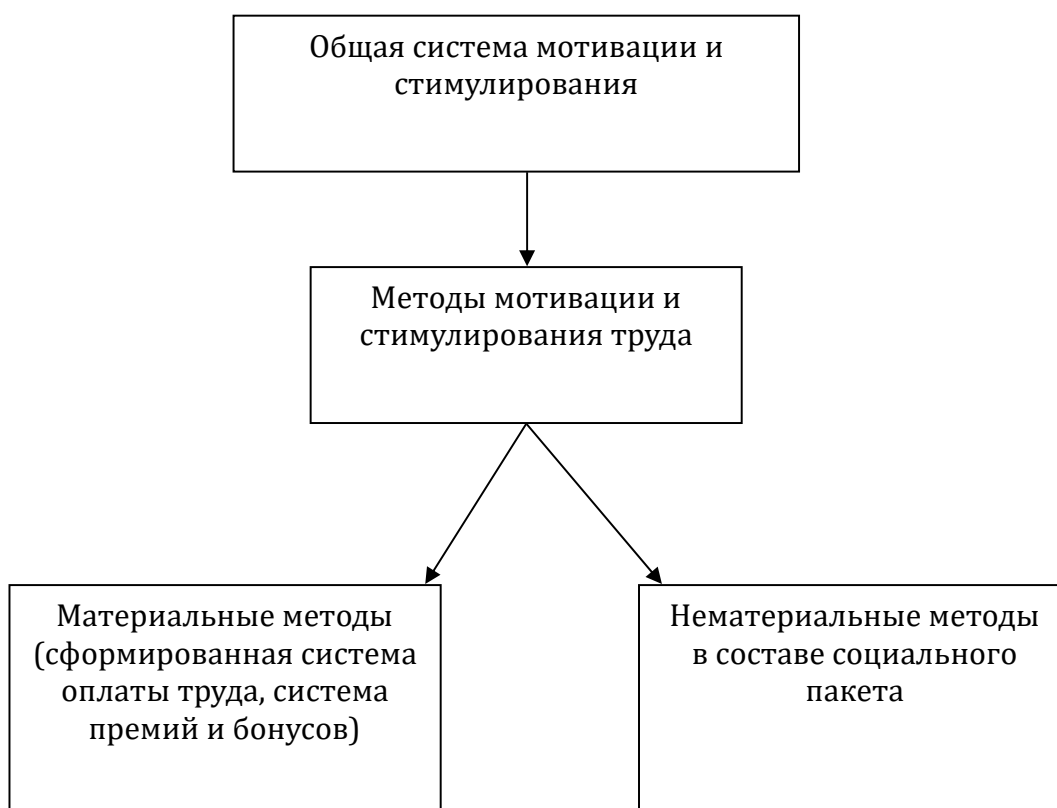 Общая система мотивации и
стимулирования
Методы мотивации и
стимулирования труда
Материальные методы
(сформированная система
оплаты труда, система
премий и бонусов)
Нематериальные методы
в составе социального
пакета